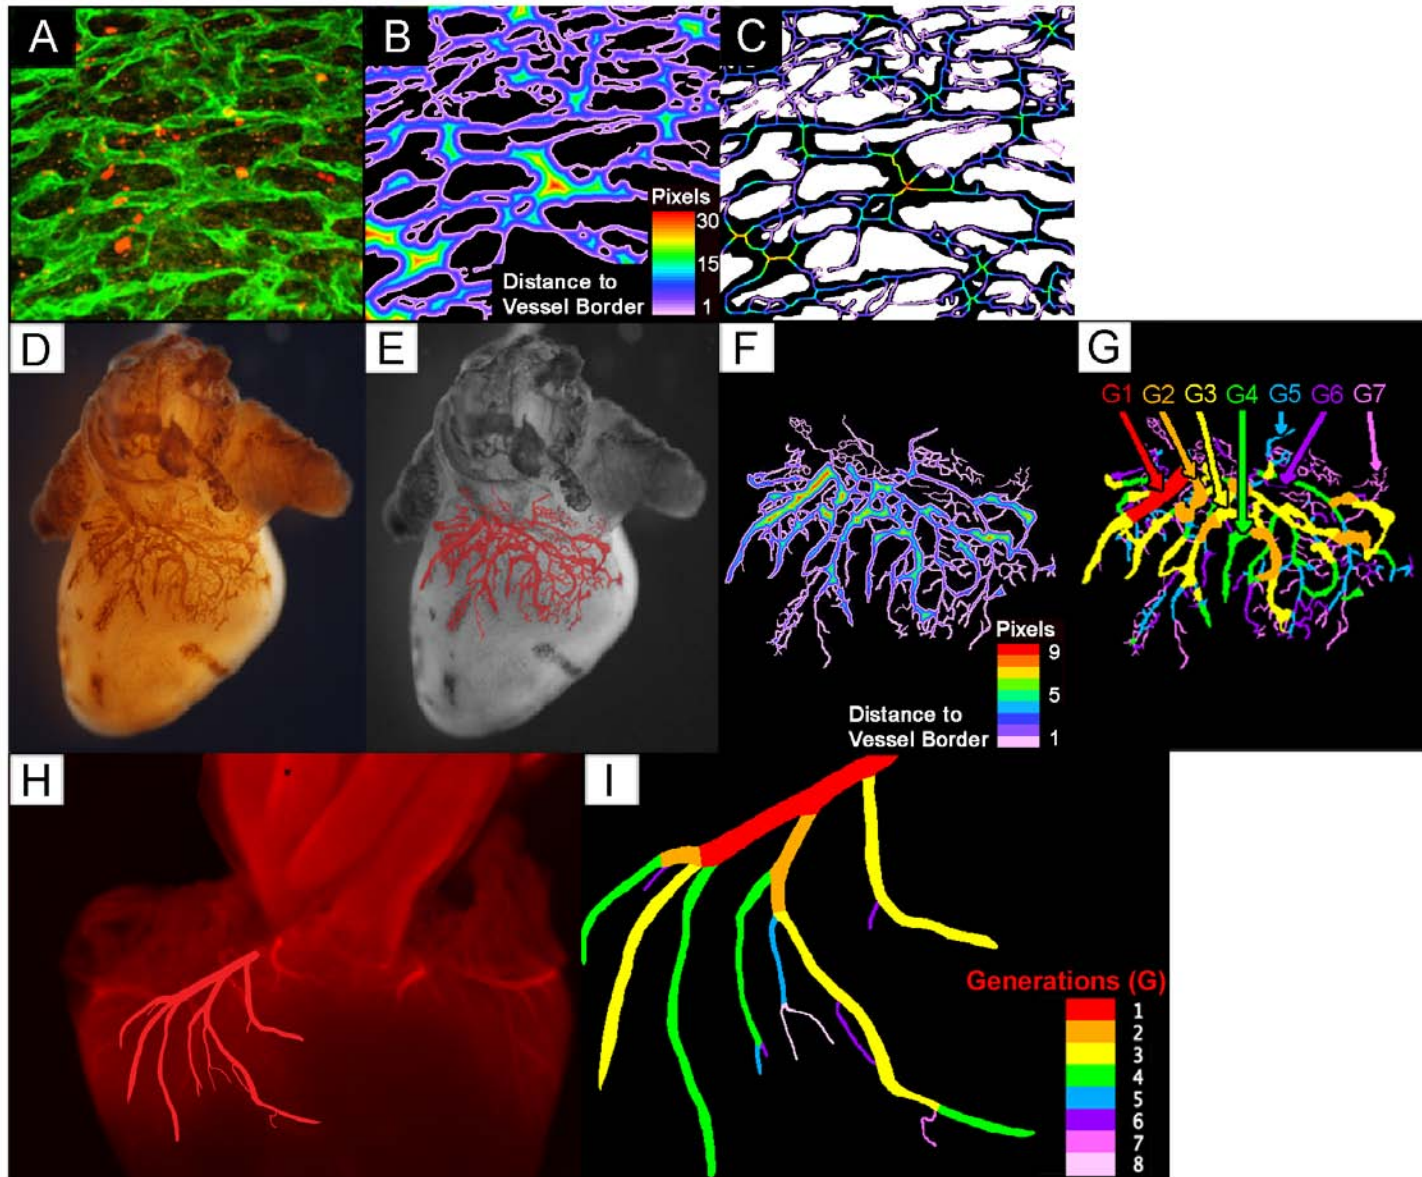 A
B
C
Pixels
30
15
1
Distance to
Vessel Border
D
E
F
G
G1 G2 G3 G4 G5 G6 G7
Pixels
9
5
1
Distance to
Vessel Border
H
I
Generations (G)
1
2
3
4
5
6
7
8